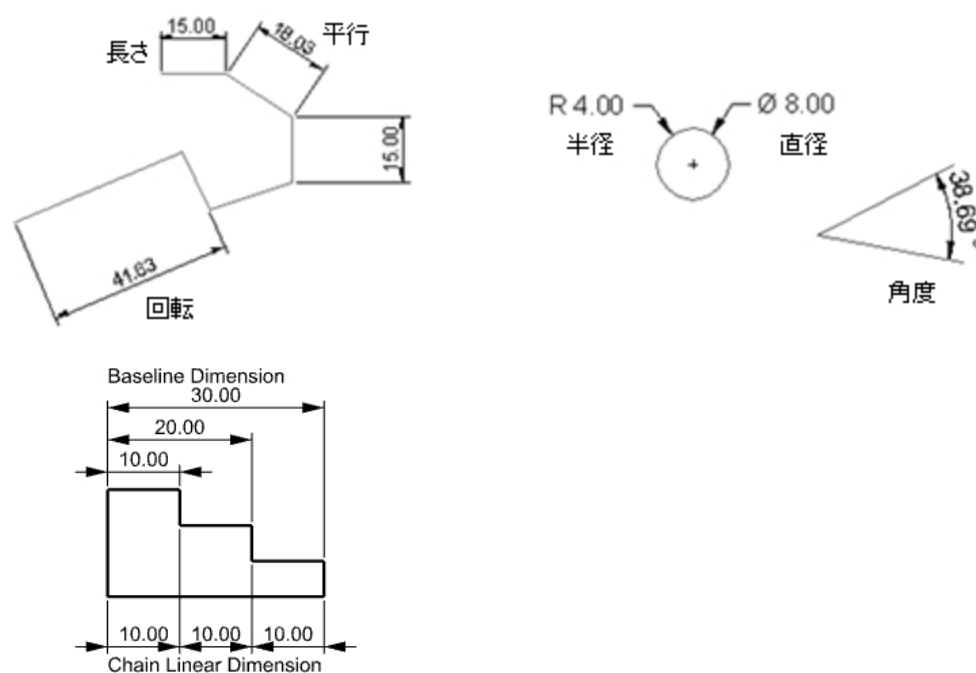 15.00
長さ
18.03
平行
15.00
41.63
回転
R 4.00
半径
Ø 8.00
直径
38.69°
角度
Baseline Dimension
30.00
20.00
10.00
10.00 10.00 10.00
Chain Linear Dimension